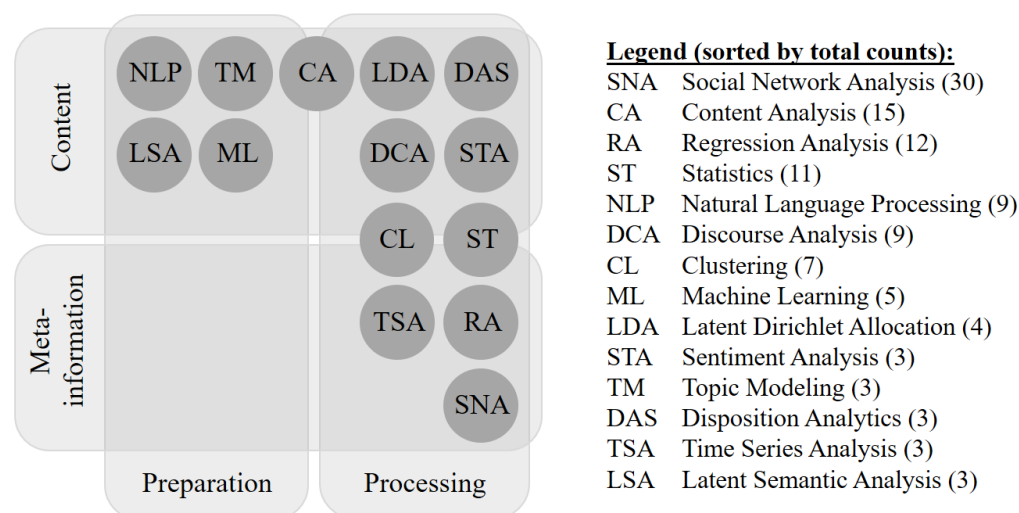 Content
NLP
TM
CA
LDA
DAS
LSA
ML
DCA
STA
CL
ST
Meta-
information
TSA
RA
SNA
Preparation
Processing
Legend (sorted by total counts):
SNA Social Network Analysis (30)
CA Content Analysis (15)
RA Regression Analysis (12)
ST Statistics (11)
NLP Natural Language Processing (9)
DCA Discourse Analysis (9)
CL Clustering (7)
ML Machine Learning (5)
LDA Latent Dirichlet Allocation (4)
STA Sentiment Analysis (3)
TM Topic Modeling (3)
DAS Disposition Analytics (3)
TSA Time Series Analysis (3)
LSA Latent Semantic Analysis (3)